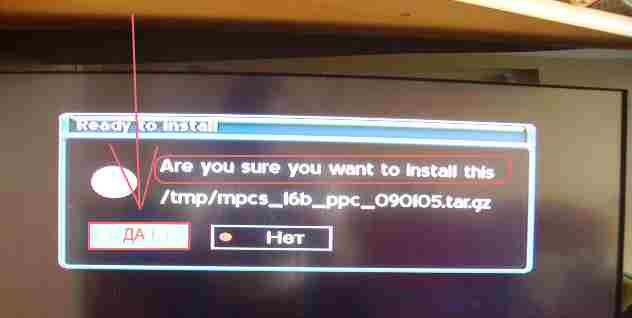 Ready to install
Are you sure you want to install this
/tmp/mpcs_16b_ppc_090105.tar.gz
ДА
Нет